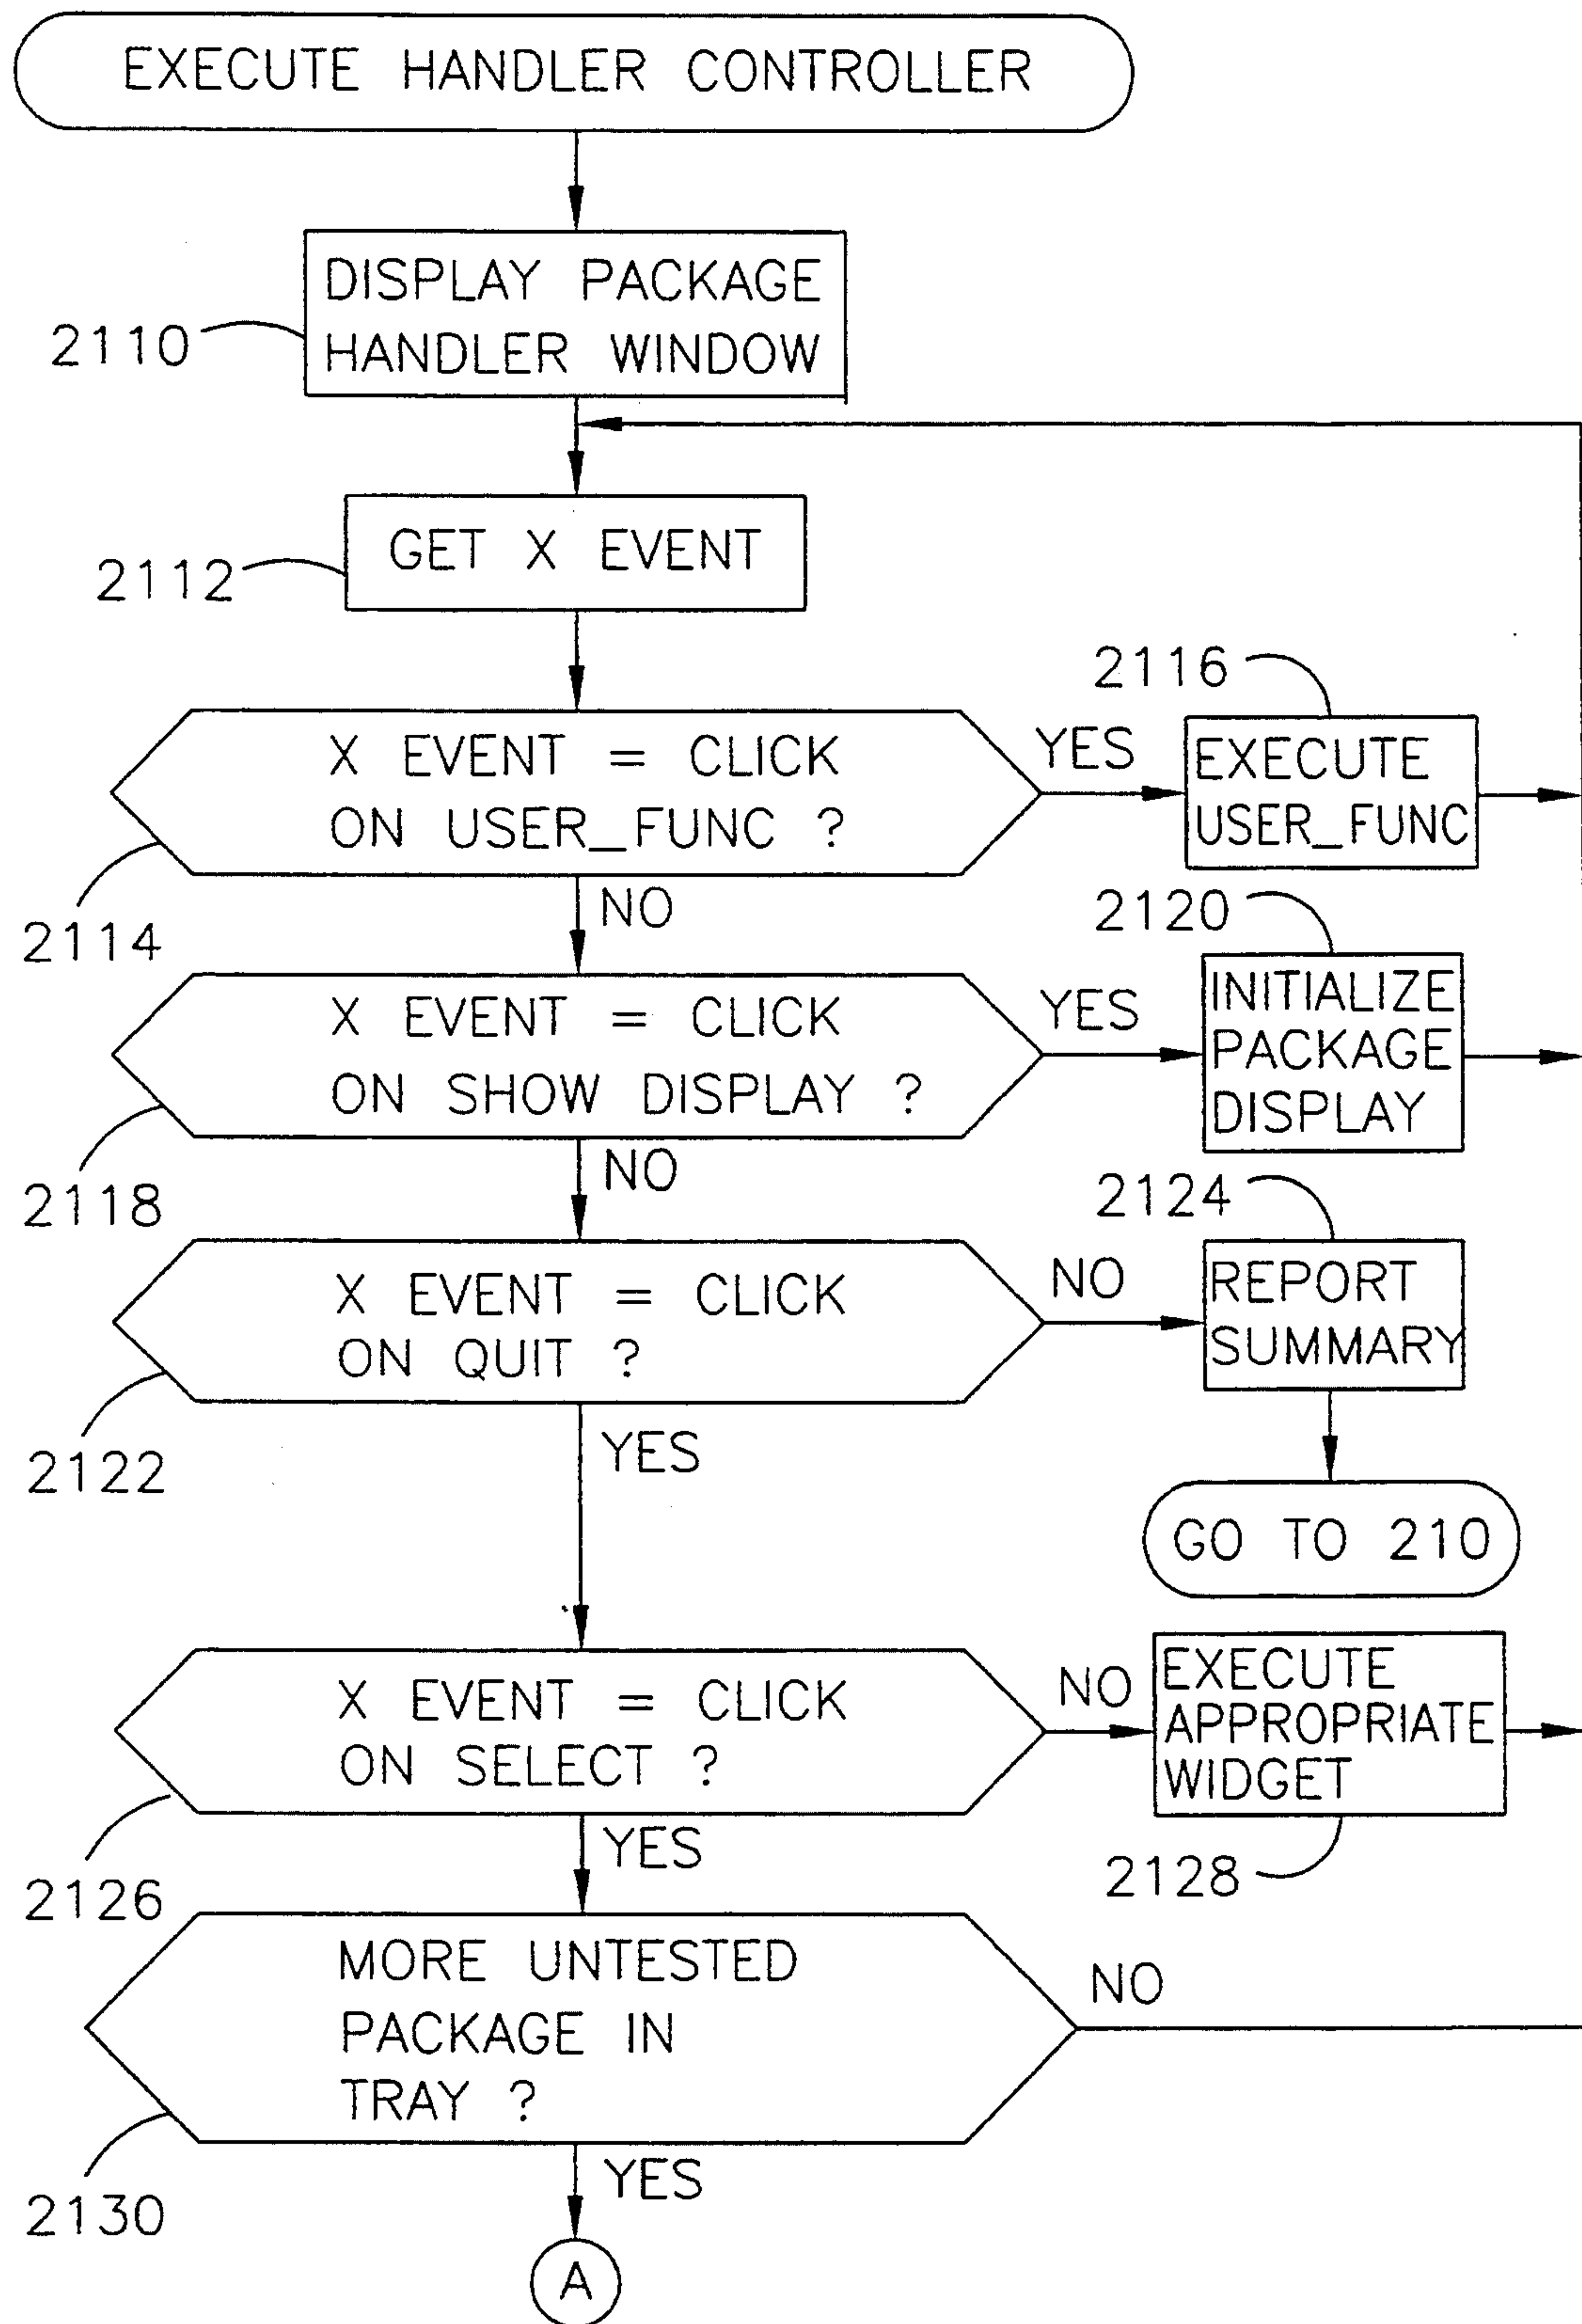 EXECUTE HANDLER CONTROLLER
DISPLAY PACKAGE
HANDLER WINDOW
2110
GET X EVENT
2112
X EVENT = CLICK
ON USER_FUNC ?
2114
YES
2116
EXECUTE
USER_FUNC
NO
X EVENT = CLICK
ON SHOW DISPLAY ?
2118
YES
2120
INITIALIZE
PACKAGE
DISPLAY
NO
X EVENT = CLICK
ON QUIT ?
2122
NO
2124
REPORT
SUMMARY
GO TO 210
YES
X EVENT = CLICK
ON SELECT ?
2126
NO
EXECUTE
APPROPRIATE
WIDGET
2128
YES
MORE UNTESTED
PACKAGE IN
TRAY ?
2130
NO
YES
A